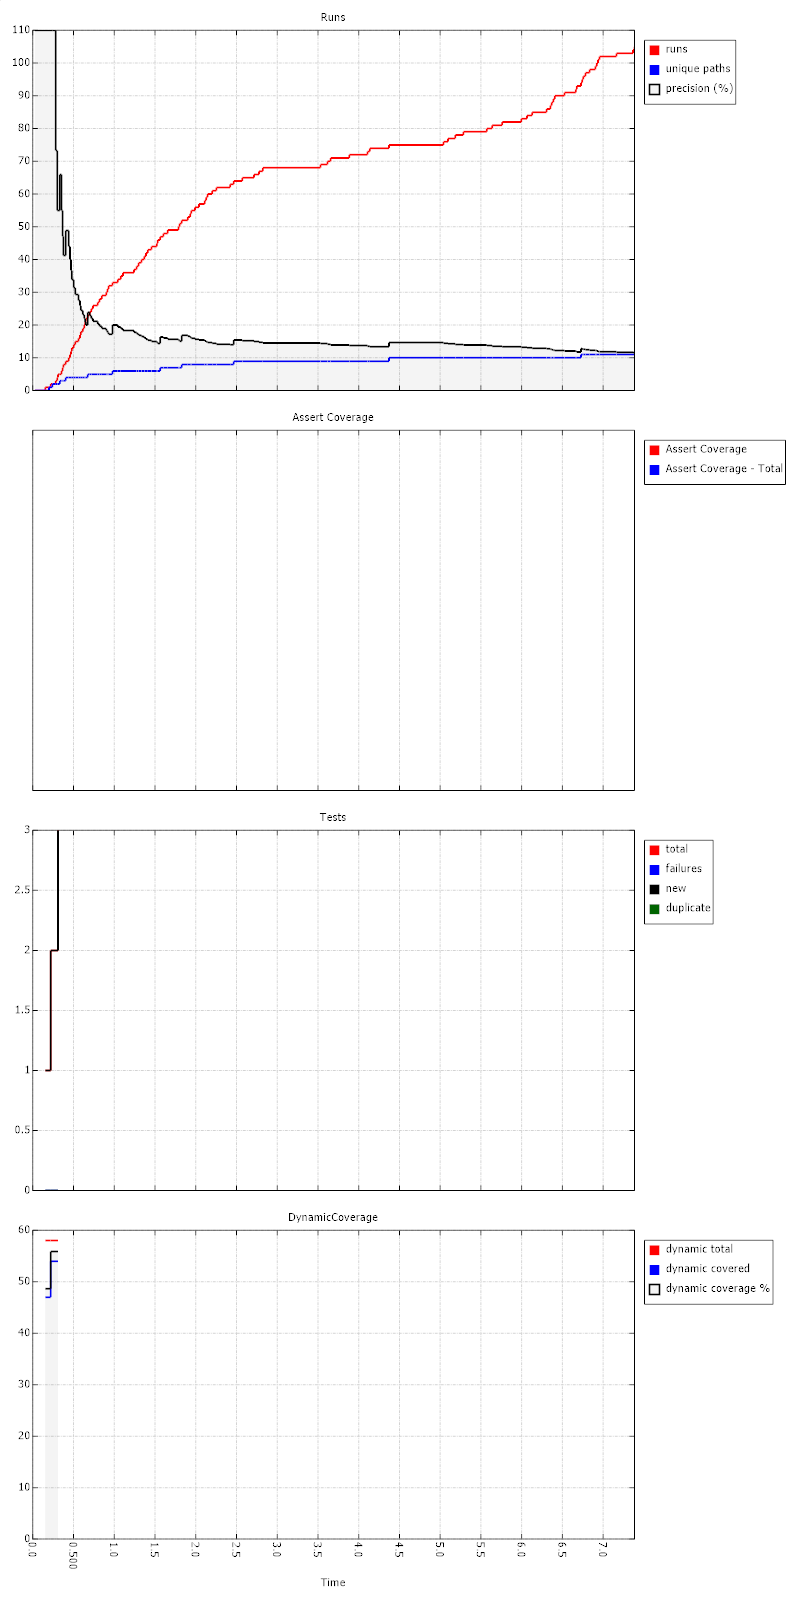 Runs
110
100
90
80
70
60
50
40
30
20
10
0
runs
unique paths
precision (%)
Assert Coverage
Assert Coverage
Assert Coverage - Total
Tests
3
2.5
2
1.5
1
0.5
0
total
failures
new
duplicate
DynamicCoverage
60
50
40
30
20
10
0
dynamic total
dynamic covered
dynamic coverage %
0.0
0.500
1.0
1.5
2.0
2.5
3.0
3.5
4.0
4.5
5.0
5.5
6.0
6.5
7.0
Time